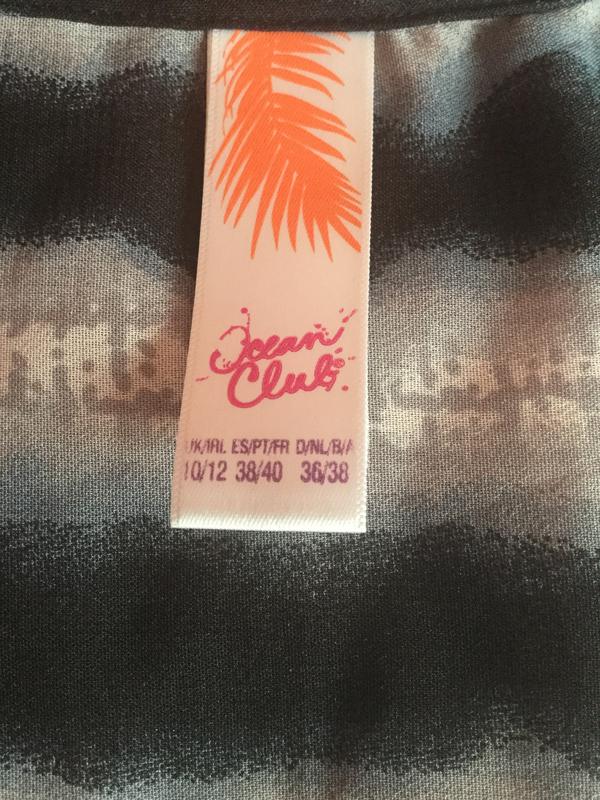 Ocean
Club®
UK/IRL ES/PT/FR D/NL/B/A
10/12 38/40 36/38